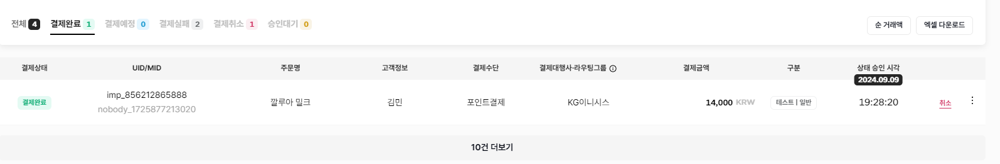 전체 4 결제완료 1 결제예정 0 결제실패 2 결제취소 1 승인대기 0 순 거래액 엑셀 다운로드
결제상태 UID/MID 주문명 고객정보 결제수단 결제대행사·라우팅그룹 결제금액 구분 상태 승인 시각
2024.09.09
결제완료 imp_856212865888 깔루아 밀크 김민 포인트결제 KG이니시스 14,000 KRW 테스트 | 일반 19:28:20 취소
nobody_1725877213020
10건 더보기